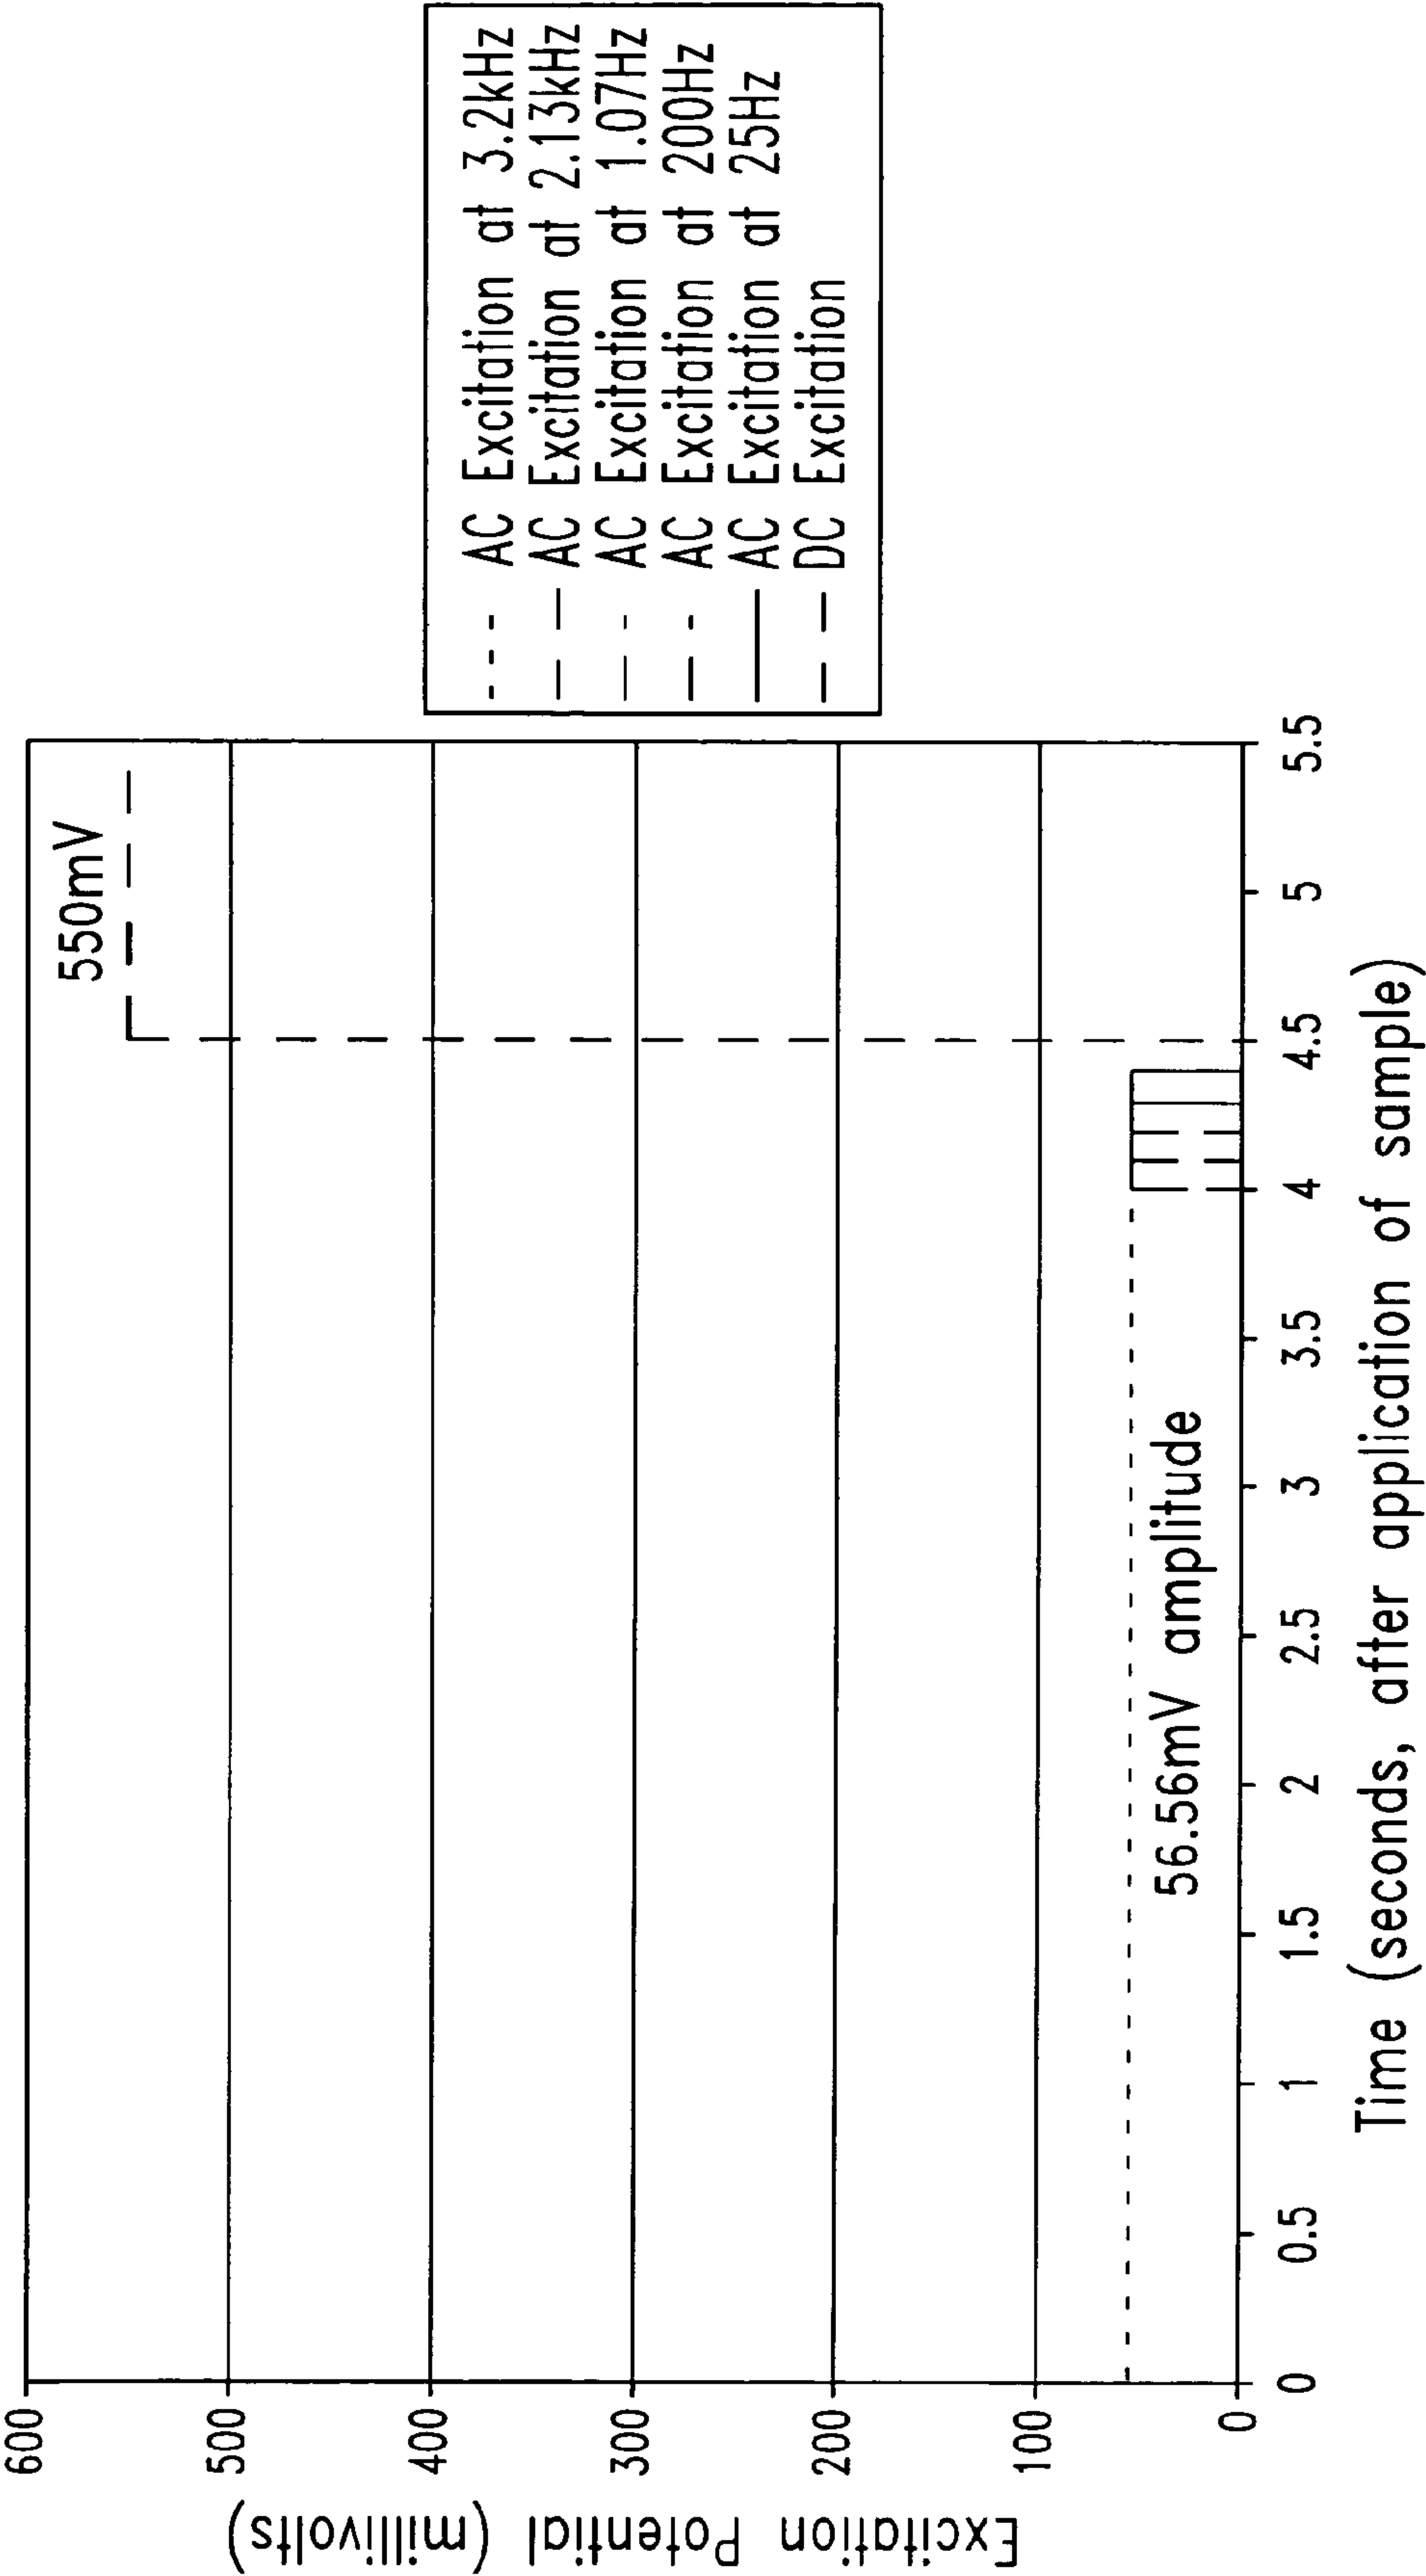 Excitation Potential (millivolts)
600
500
400
300
200
100
0
550mV
56.56mV amplitude
0
0.5
1
1.5
2
2.5
3
3.5
4
4.5
5
5.5
Time (seconds, after application of sample)
AC Excitation at 3.2kHz
AC Excitation at 2.13kHz
AC Excitation at 1.07Hz
AC Excitation at 200Hz
AC Excitation at 25Hz
DC Excitation